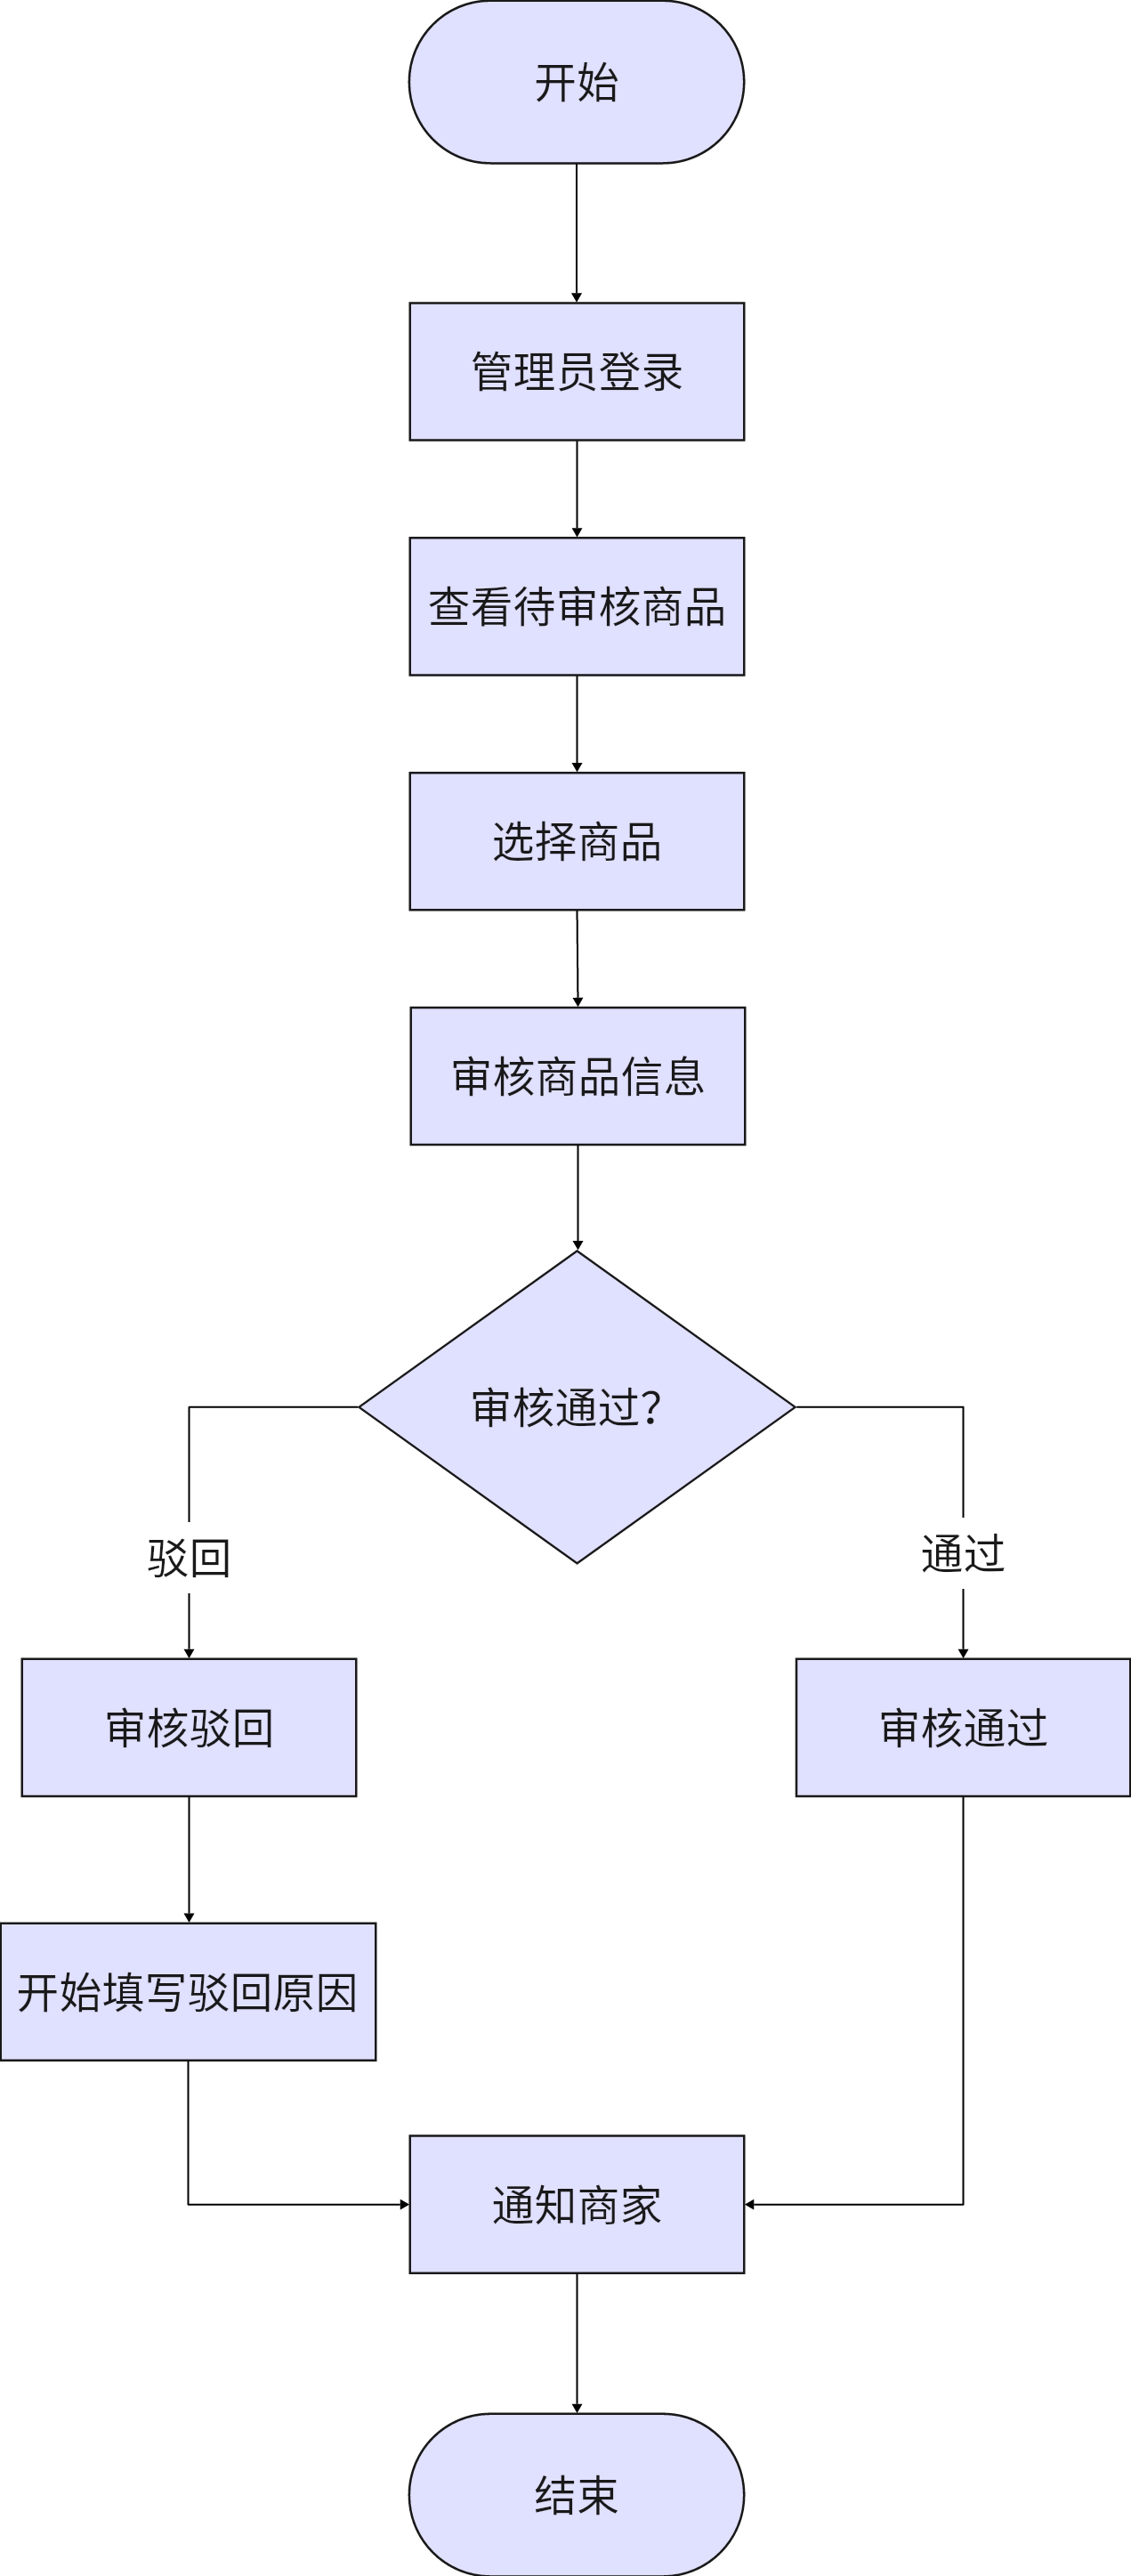 开始
管理员登录
查看待审核商品
选择商品
审核商品信息
审核通过?
驳回
通过
审核驳回
审核通过
开始填写驳回原因
通知商家
结束